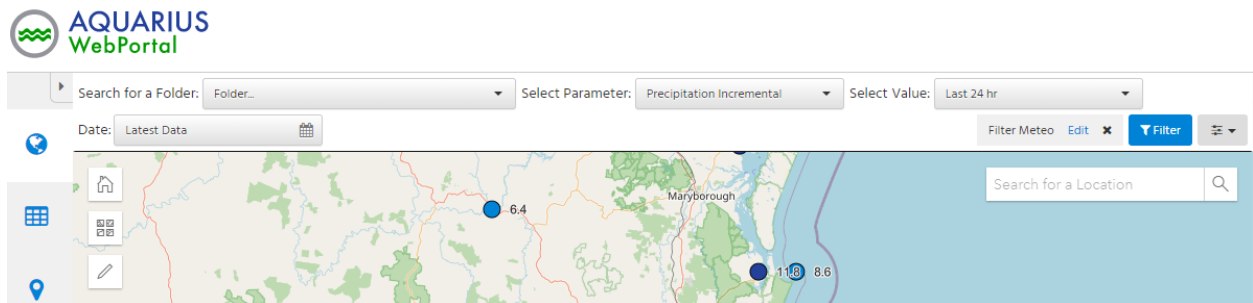 AQUARIUS
WebPortal
Search for a Folder: Folder... Select Parameter: Precipitation Incremental Select Value: Last 24 hr
Date: Latest Data Filter Meteo Edit × Filter
Search for a Location
Maryborough
6.4
11.8 8.6